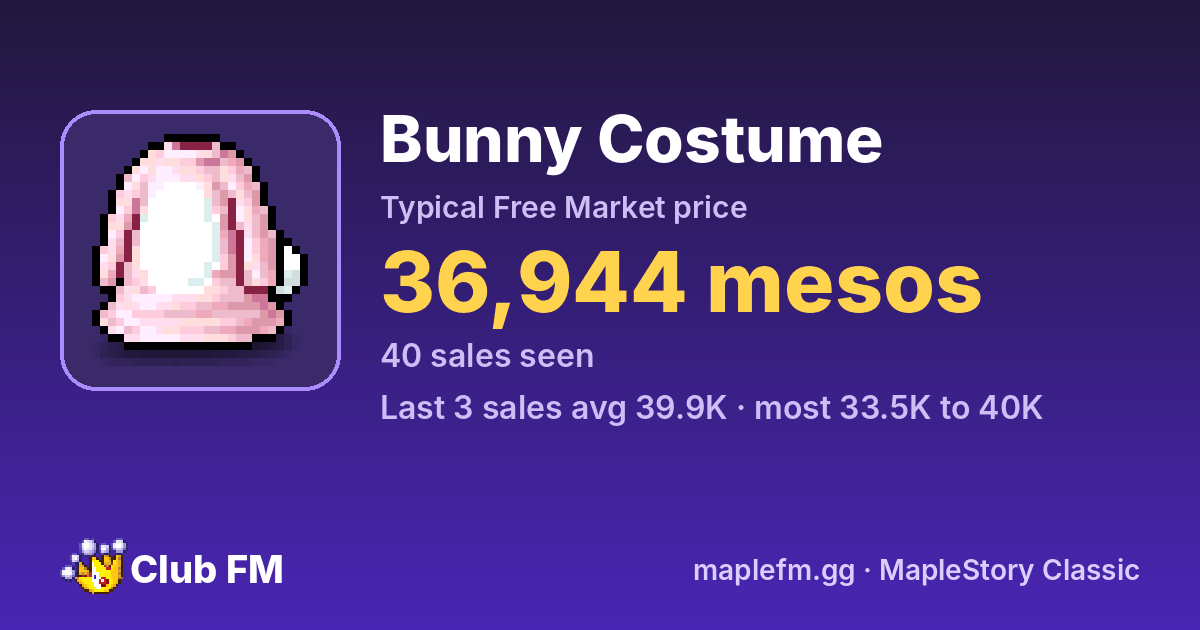 Bunny Costume
Typical Free Market price
36,944 mesos
40 sales seen
Last 3 sales avg 39.9K · most 33.5K to 40K
Club FM
maplefm.gg · MapleStory Classic